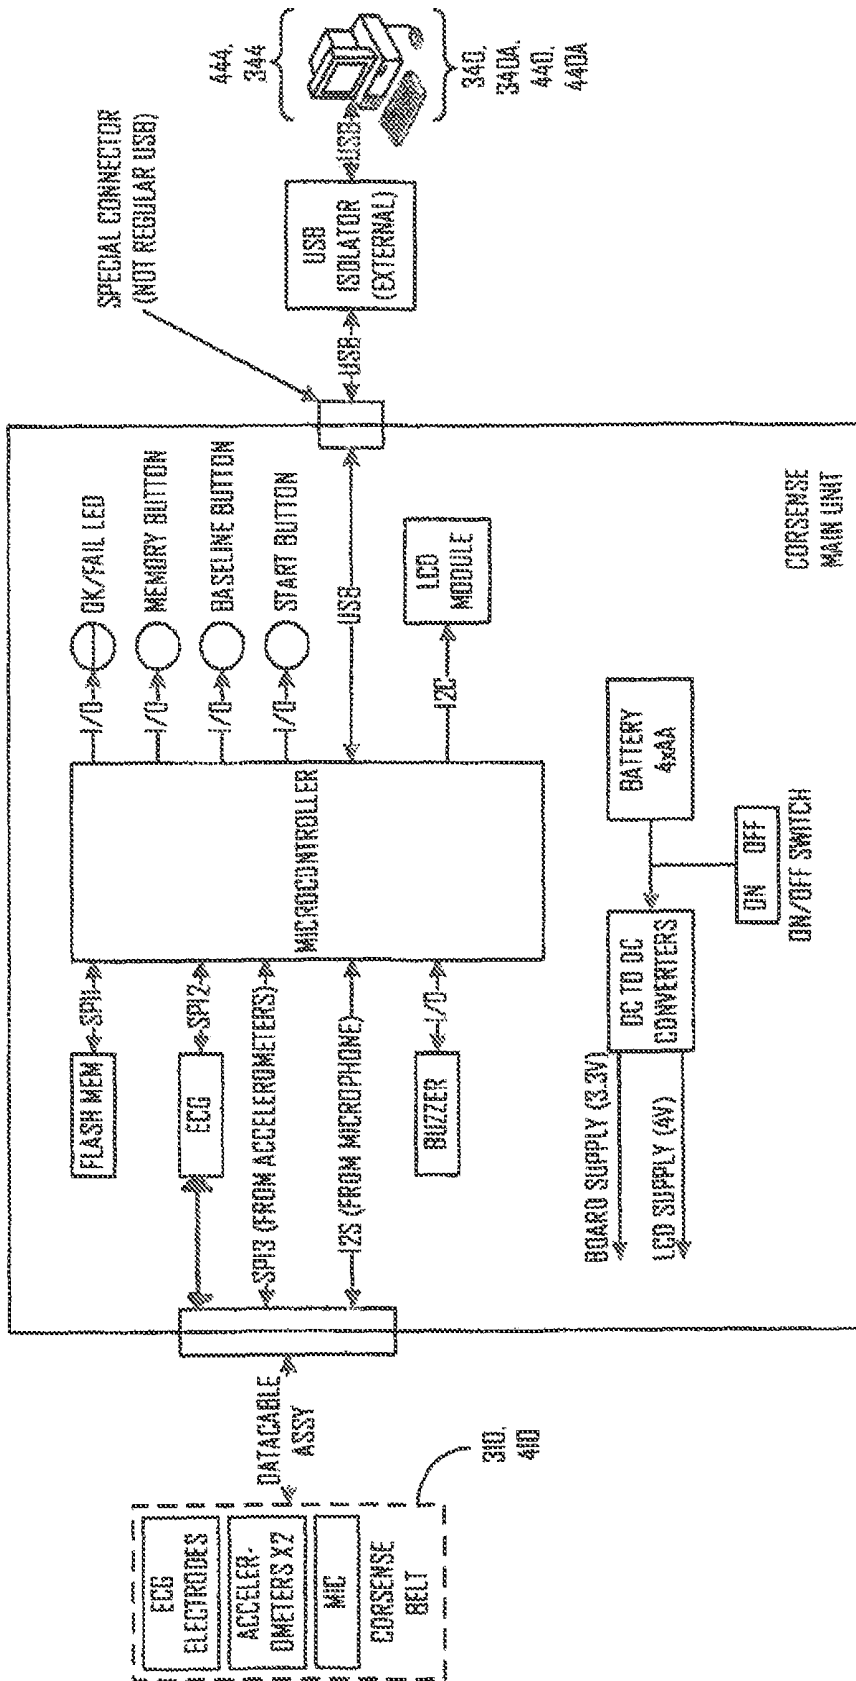 ECG
ELECTRODES
ACCELER-
OMETERS X2
MIC
CORSENSE
BELT
310,
410
DATACABLE
ASSY
FLASH MEM
SPI1
ECG
SPI2
SPI3 (FROM ACCELEROMETERS)
I2S (FROM MICROPHONE)
BUZZER
I/O
MICROCONTROLLER
I/O
OK/FAIL LED
I/O
MEMORY BUTTON
I/O
BASELINE BUTTON
I/O
START BUTTON
USB
I2C
LCD
MODULE
BOARD SUPPLY (3.3V)
LCD SUPPLY (4V)
DC TO DC
CONVERTERS
BATTERY
4xAA
ON OFF
ON/OFF SWITCH
CORSENSE
MAIN UNIT
SPECIAL CONNECTOR
(NOT REGULAR USB)
USB
USB
ISOLATOR
(EXTERNAL)
USB
444,
344
340,
340A,
440,
440A